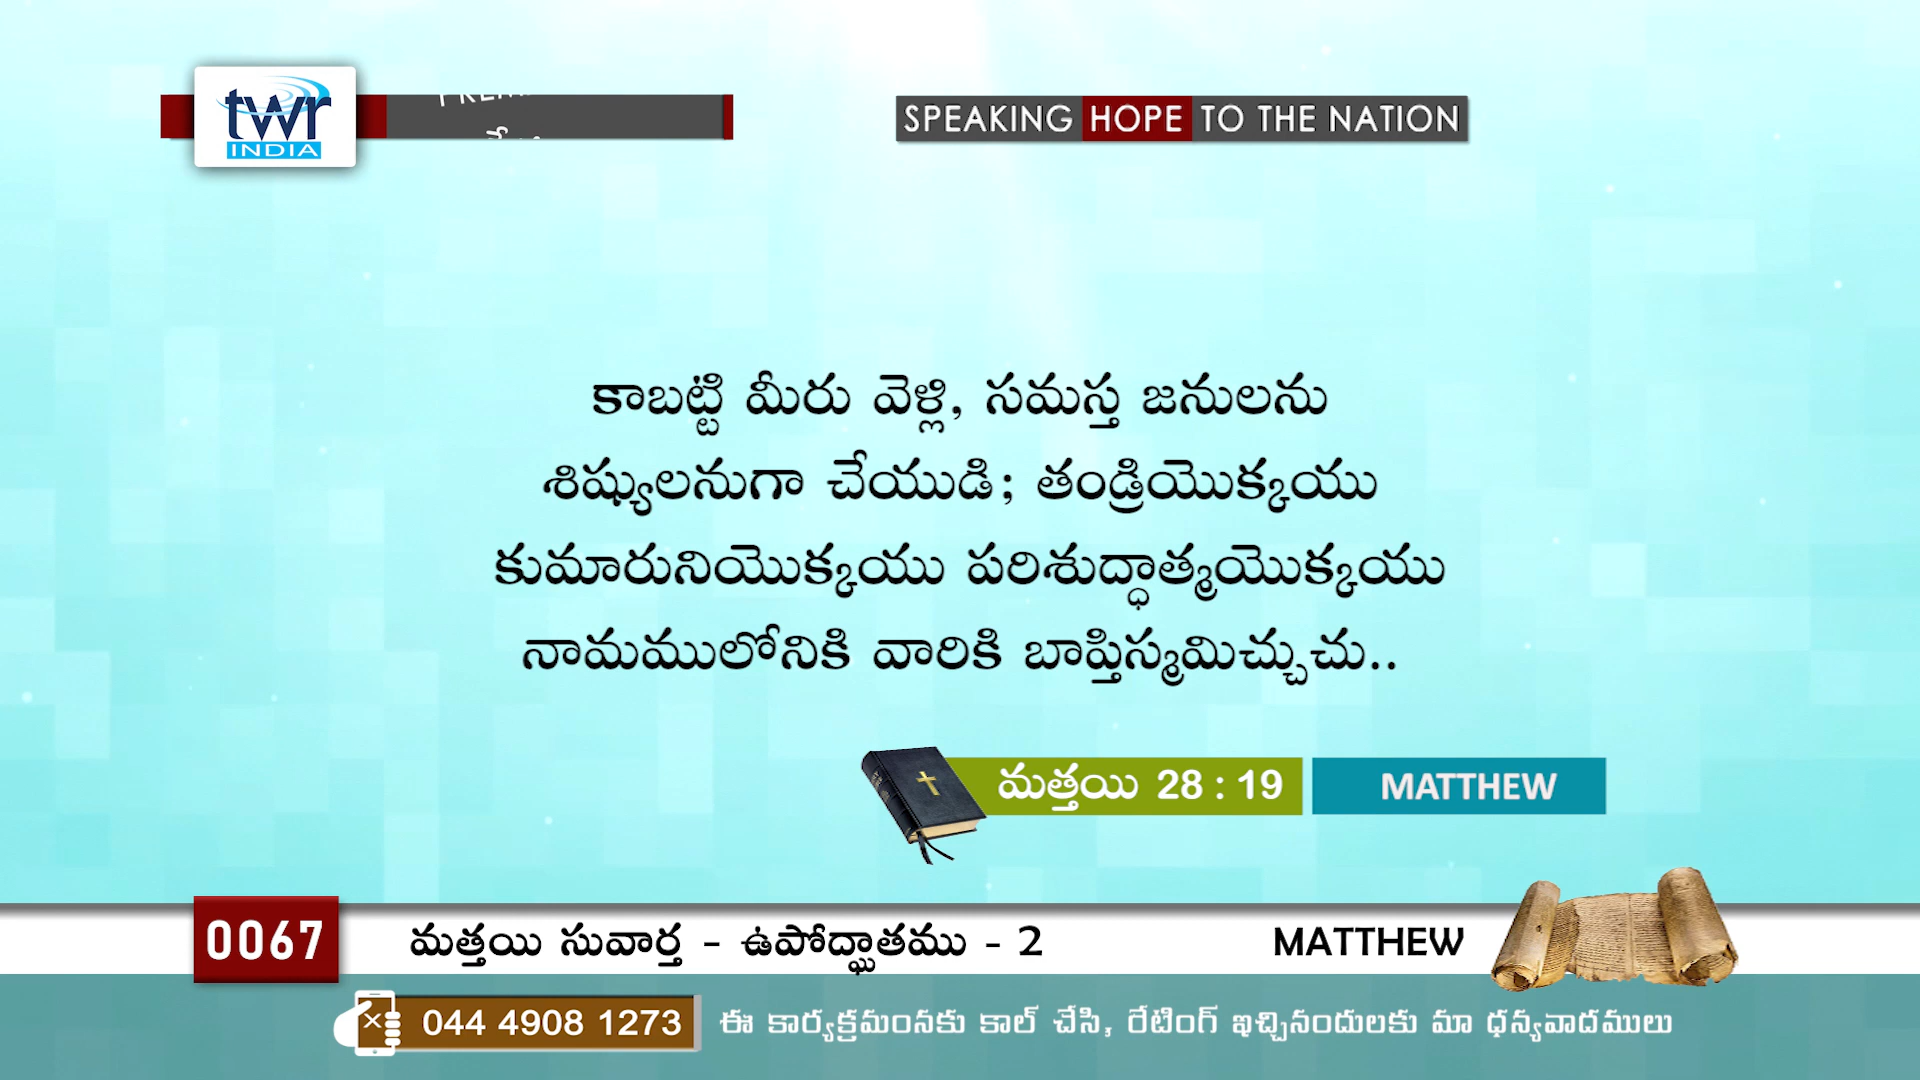 twr
INDIA
SPEAKING HOPE TO THE NATION
కాబట్టి మీరు వెళ్లి, సమస్త జనులను
శిష్యులనుగా చేయుడి; తండ్రియొక్కయు
కుమారునియొక్కయు పరిశుద్ధాత్మయొక్కయు
నామములోనికి వారికి బాప్తిస్మమిచ్చుచు..
మత్తయి 28 : 19
MATTHEW
0067
మత్తయి సువార్త - ఉపోద్ఘాతము - 2
MATTHEW
044 4908 1273
ఈ కార్యక్రమంనకు కాల్ చేసి, రేటింగ్ ఇచ్చినందులకు మా ధన్యవాదములు